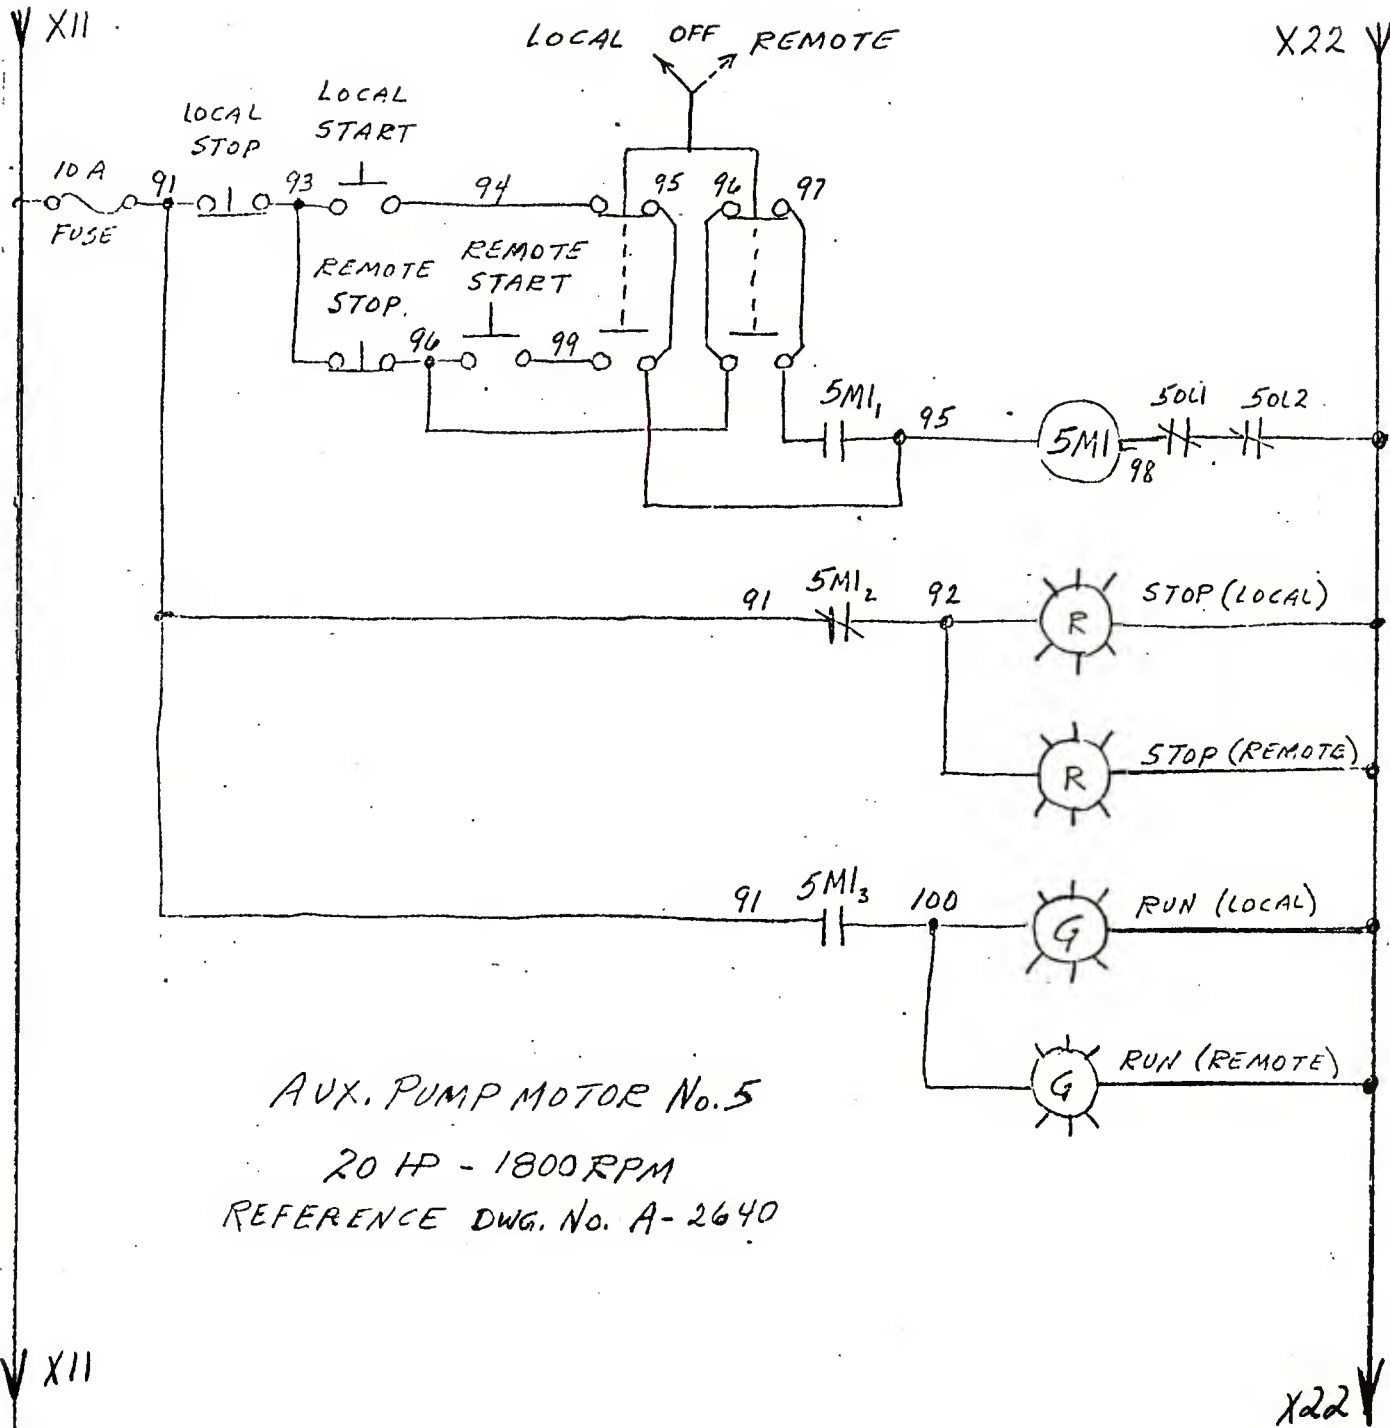 X11
LOCAL OFF REMOTE
X22
LOCAL
STOP
LOCAL
START
10 A
FUSE
91
93
94
95
96
97
REMOTE
STOP.
REMOTE
START
96
99
5M1₁
95
5M1
98
5OL1
5OL2
91
5M1₂
92
R
STOP (LOCAL)
R
STOP (REMOTE)
91
5M1₃
100
G
RUN (LOCAL)
G
RUN (REMOTE)
AUX. PUMP MOTOR No. 5
20 HP - 1800 RPM
REFERENCE DWG. No. A-2640
X11
X22